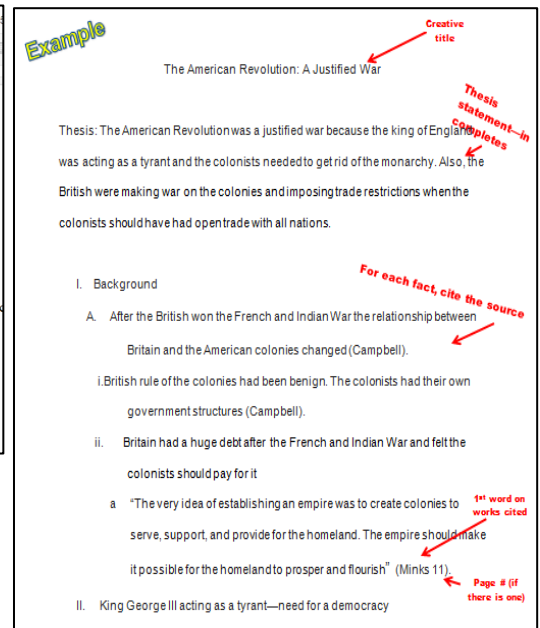 Example
Creative
title
The American Revolution: A Justified War
Thesis
statement—in
completes
Thesis: The American Revolution was a justified war because the king of England
was acting as a tyrant and the colonists needed to get rid of the monarchy. Also, the
British were making war on the colonies and imposing trade restrictions when the
colonists should have had open trade with all nations.
For each fact, cite the source
I. Background
A. After the British won the French and Indian War the relationship between
Britain and the American colonies changed (Campbell).
i.British rule of the colonies had been benign. The colonists had their own
government structures (Campbell).
ii. Britain had a huge debt after the French and Indian War and felt the
colonists should pay for it
1st word on
works cited
a “The very idea of establishing an empire was to create colonies to
serve, support, and provide for the homeland. The empire should make
it possible for the homeland to prosper and flourish” (Minks 11).
Page # (if
there is one)
II. King George III acting as a tyrant—need for a democracy